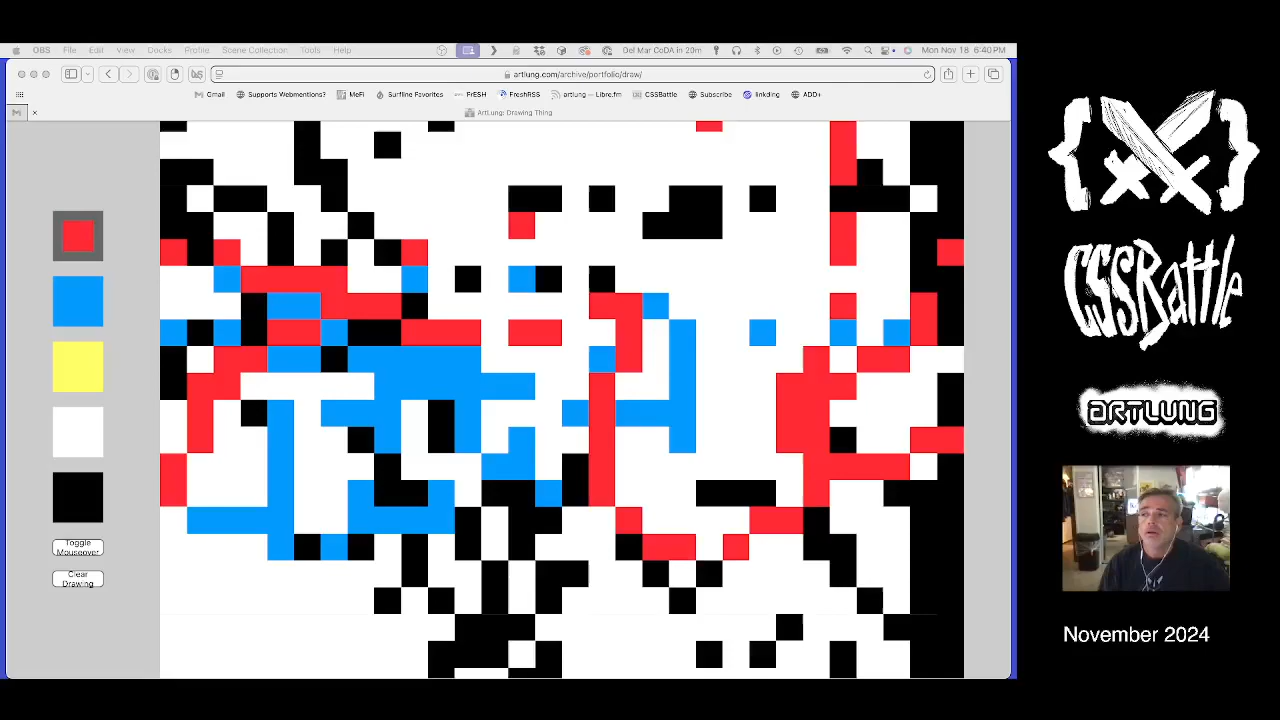 OBS File Edit View Docks Profile Scene Collection Tools Help Del Mar CoDA in 20m Mon Nov 18 6:40PM
artlung.com/archive/portfolio/draw/
Gmail Supports Webmentions? MeFi Surfline Favorites FrESH FreshRSS artlung — Libre.fm CSSBattle Subscribe linkding ADD+
ArtLung: Drawing Thing
Toggle
Mouseover
Clear
Drawing
CSSBattle
ARTLUNG
November 2024